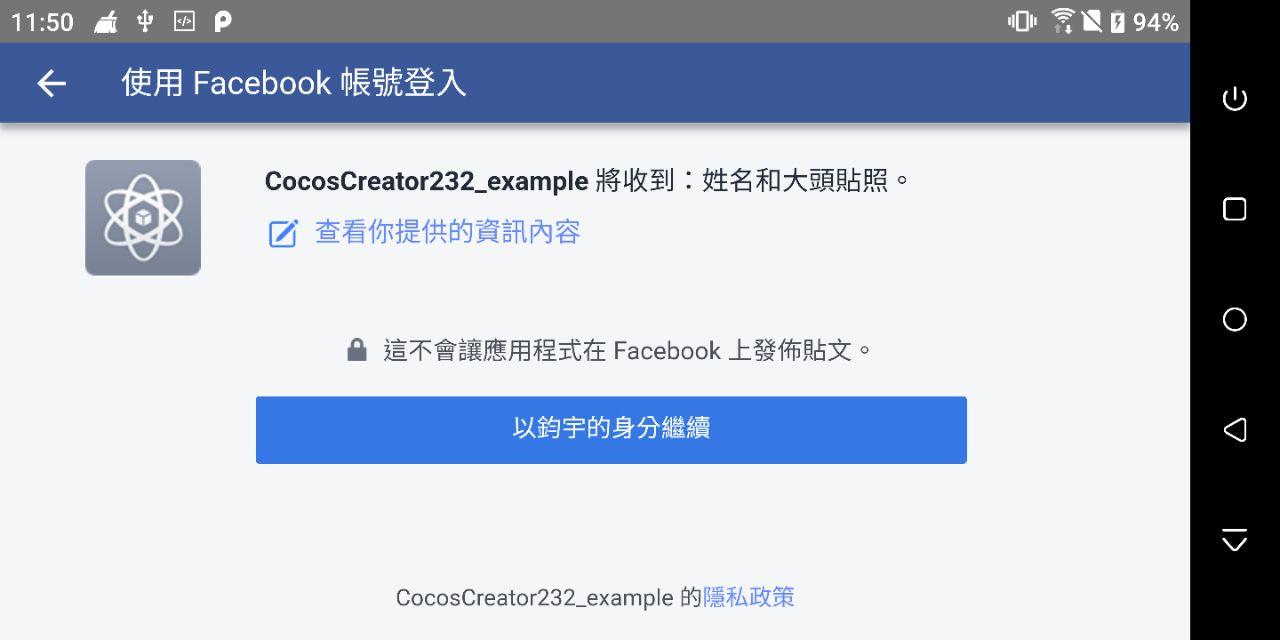 11:50
94%
使用 Facebook 帳號登入
CocosCreator232_example 將收到：姓名和大頭貼照。
查看你提供的資訊內容
這不會讓應用程式在 Facebook 上發佈貼文。
以鈞宇的身分繼續
CocosCreator232_example 的隱私政策